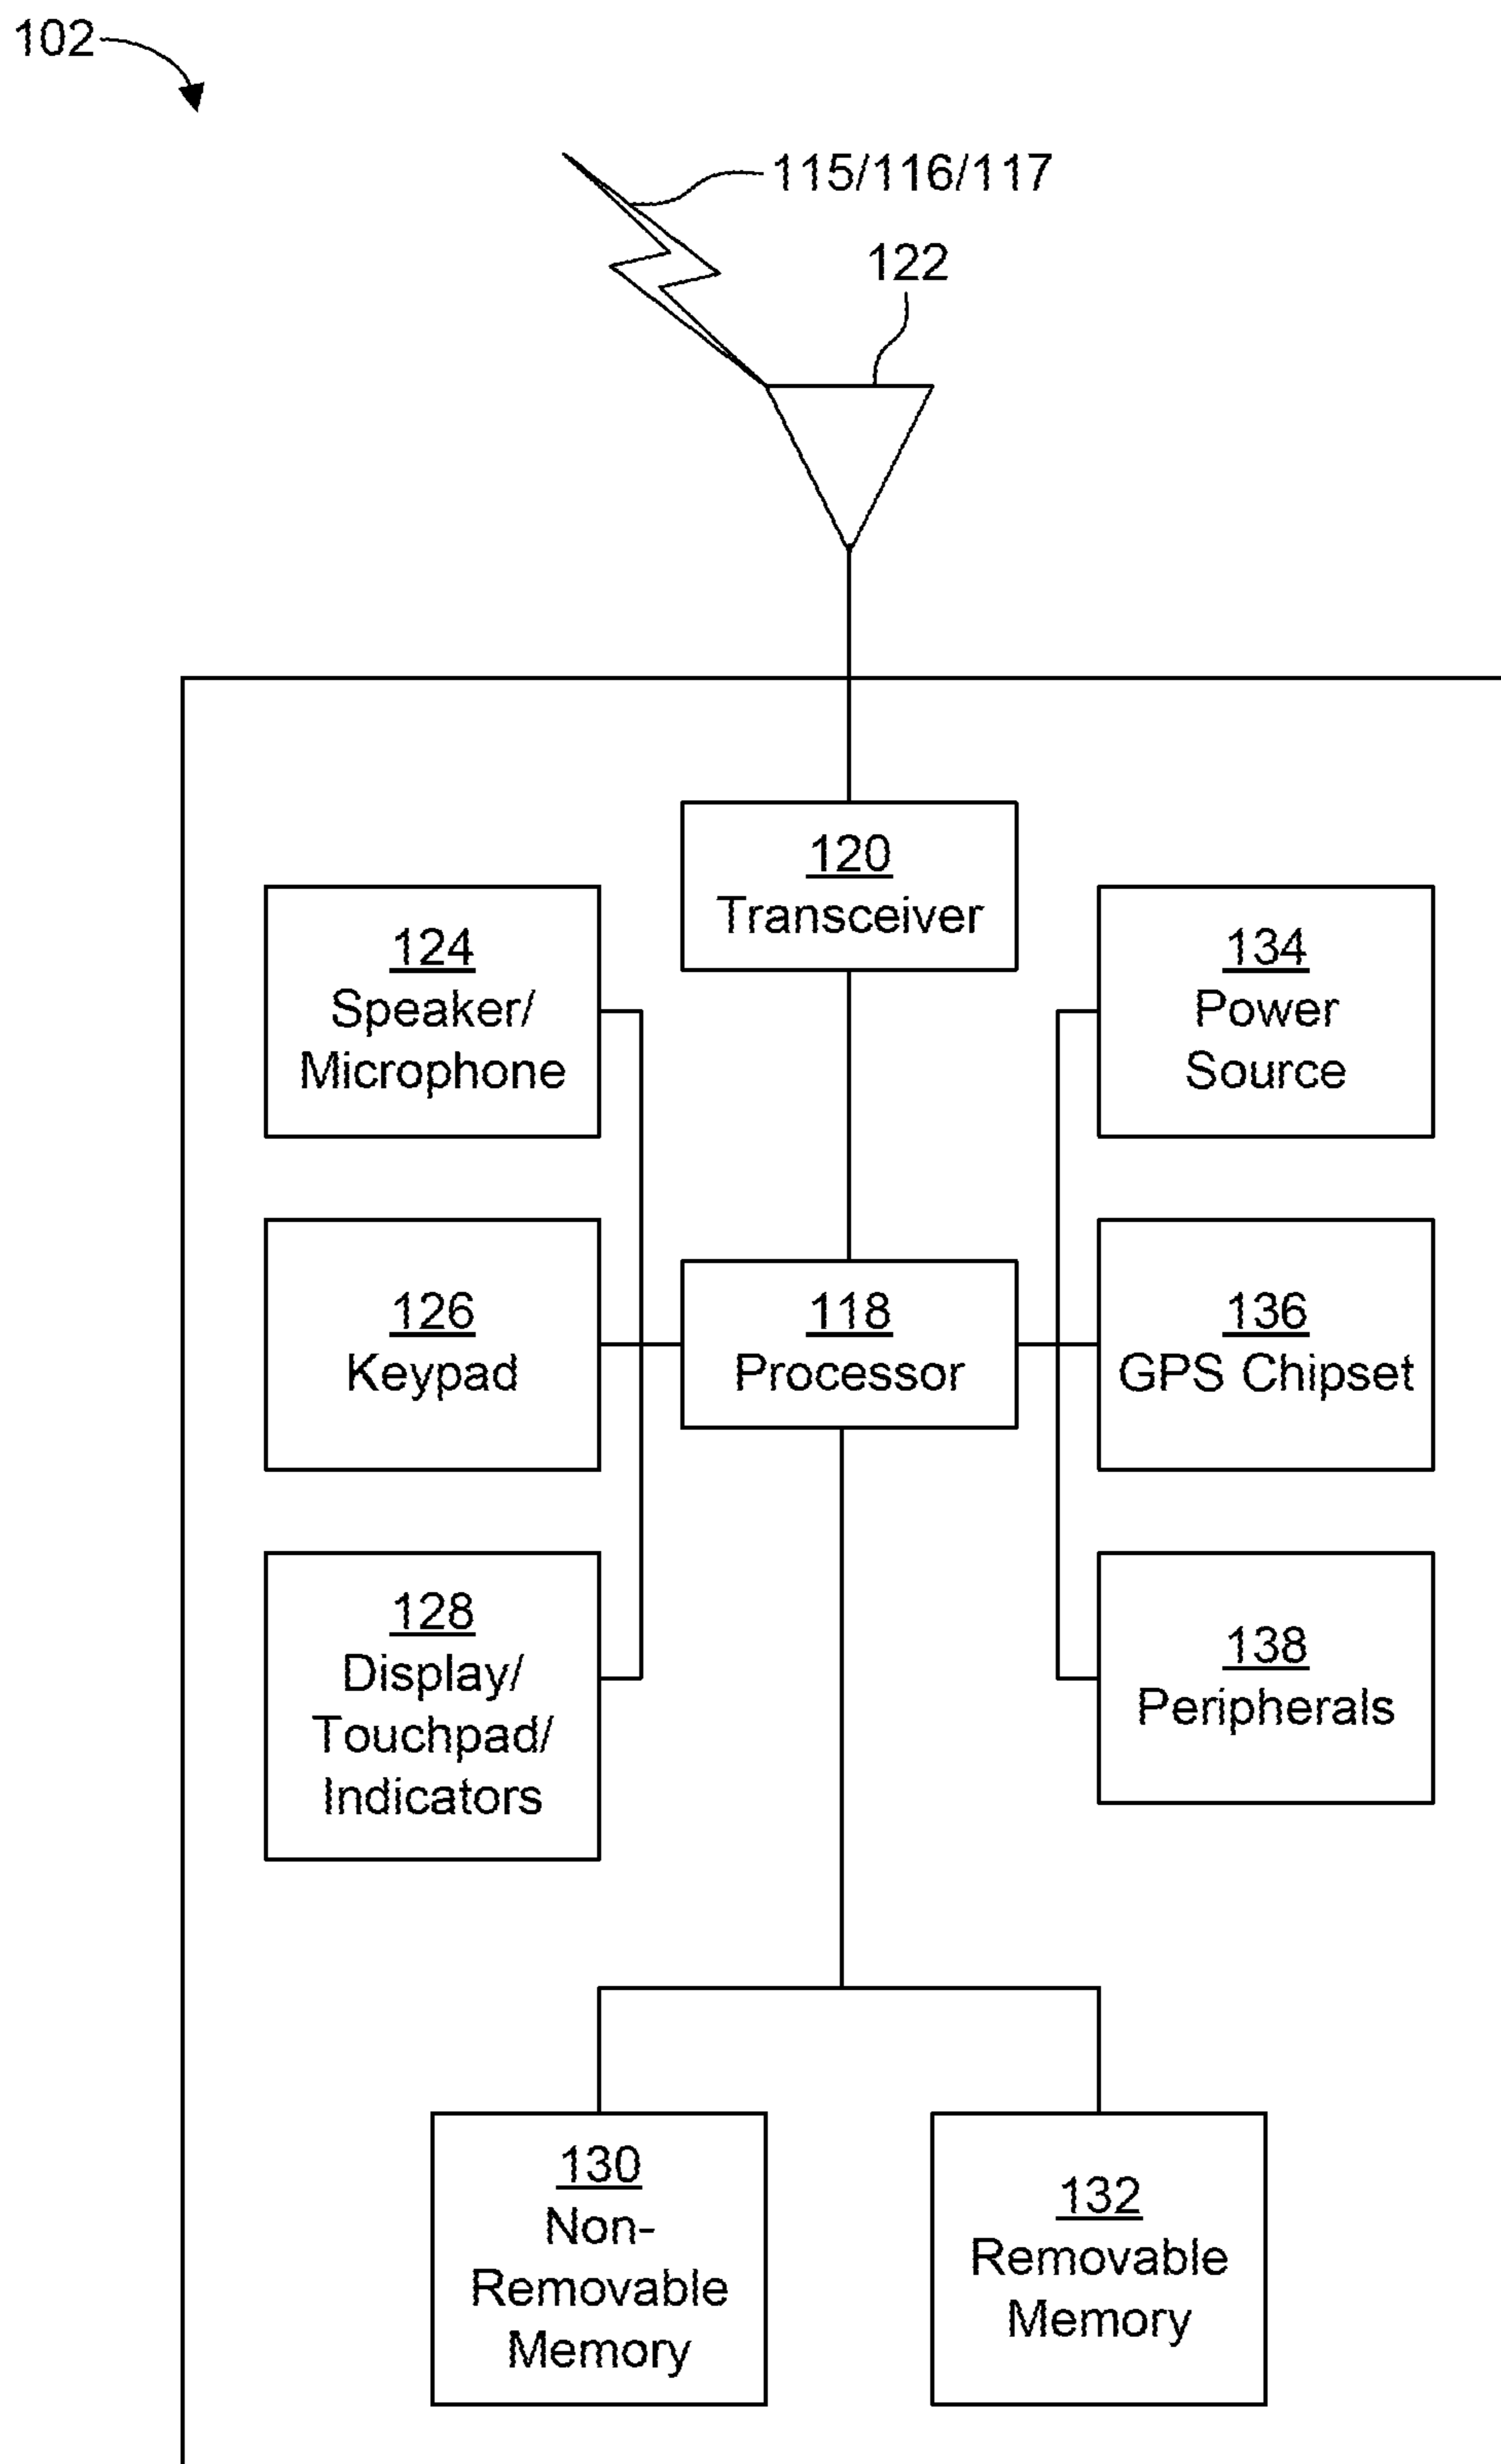 102
115/116/117
122
120
Transceiver
124
Speaker/
Microphone
134
Power
Source
126
Keypad
118
Processor
136
GPS Chipset
128
Display/
Touchpad/
Indicators
138
Peripherals
130
Non-
Removable
Memory
132
Removable
Memory